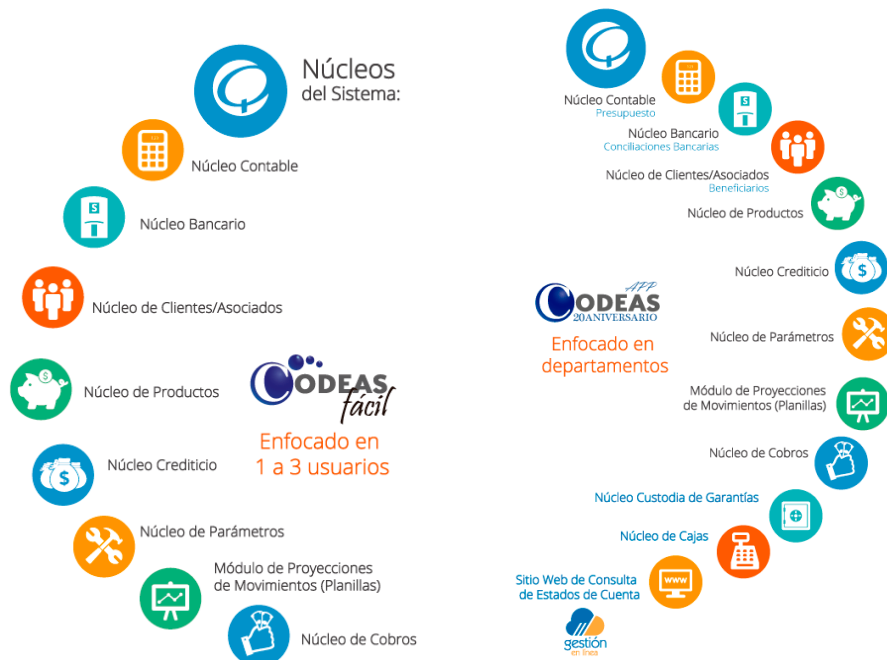 Núcleos
del Sistema:
Núcleo Contable
Núcleo Bancario
Núcleo de Clientes/Asociados
Núcleo de Productos
CODEAS
fácil
Enfocado en
1 a 3 usuarios
Núcleo Crediticio
Núcleo de Parámetros
Módulo de Proyecciones
de Movimientos (Planillas)
Núcleo de Cobros
Núcleo Contable
Presupuesto
Núcleo Bancario
Conciliaciones Bancarias
Núcleo de Clientes/Asociados
Beneficiarios
Núcleo de Productos
Núcleo Crediticio
APP
CODEAS
20 ANIVERSARIO
Enfocado en
departamentos
Núcleo de Parámetros
Módulo de Proyecciones
de Movimientos (Planillas)
Núcleo de Cobros
Núcleo Custodia de Garantías
Núcleo de Cajas
Sitio Web de Consulta
de Estados de Cuenta
www
gestión
en línea